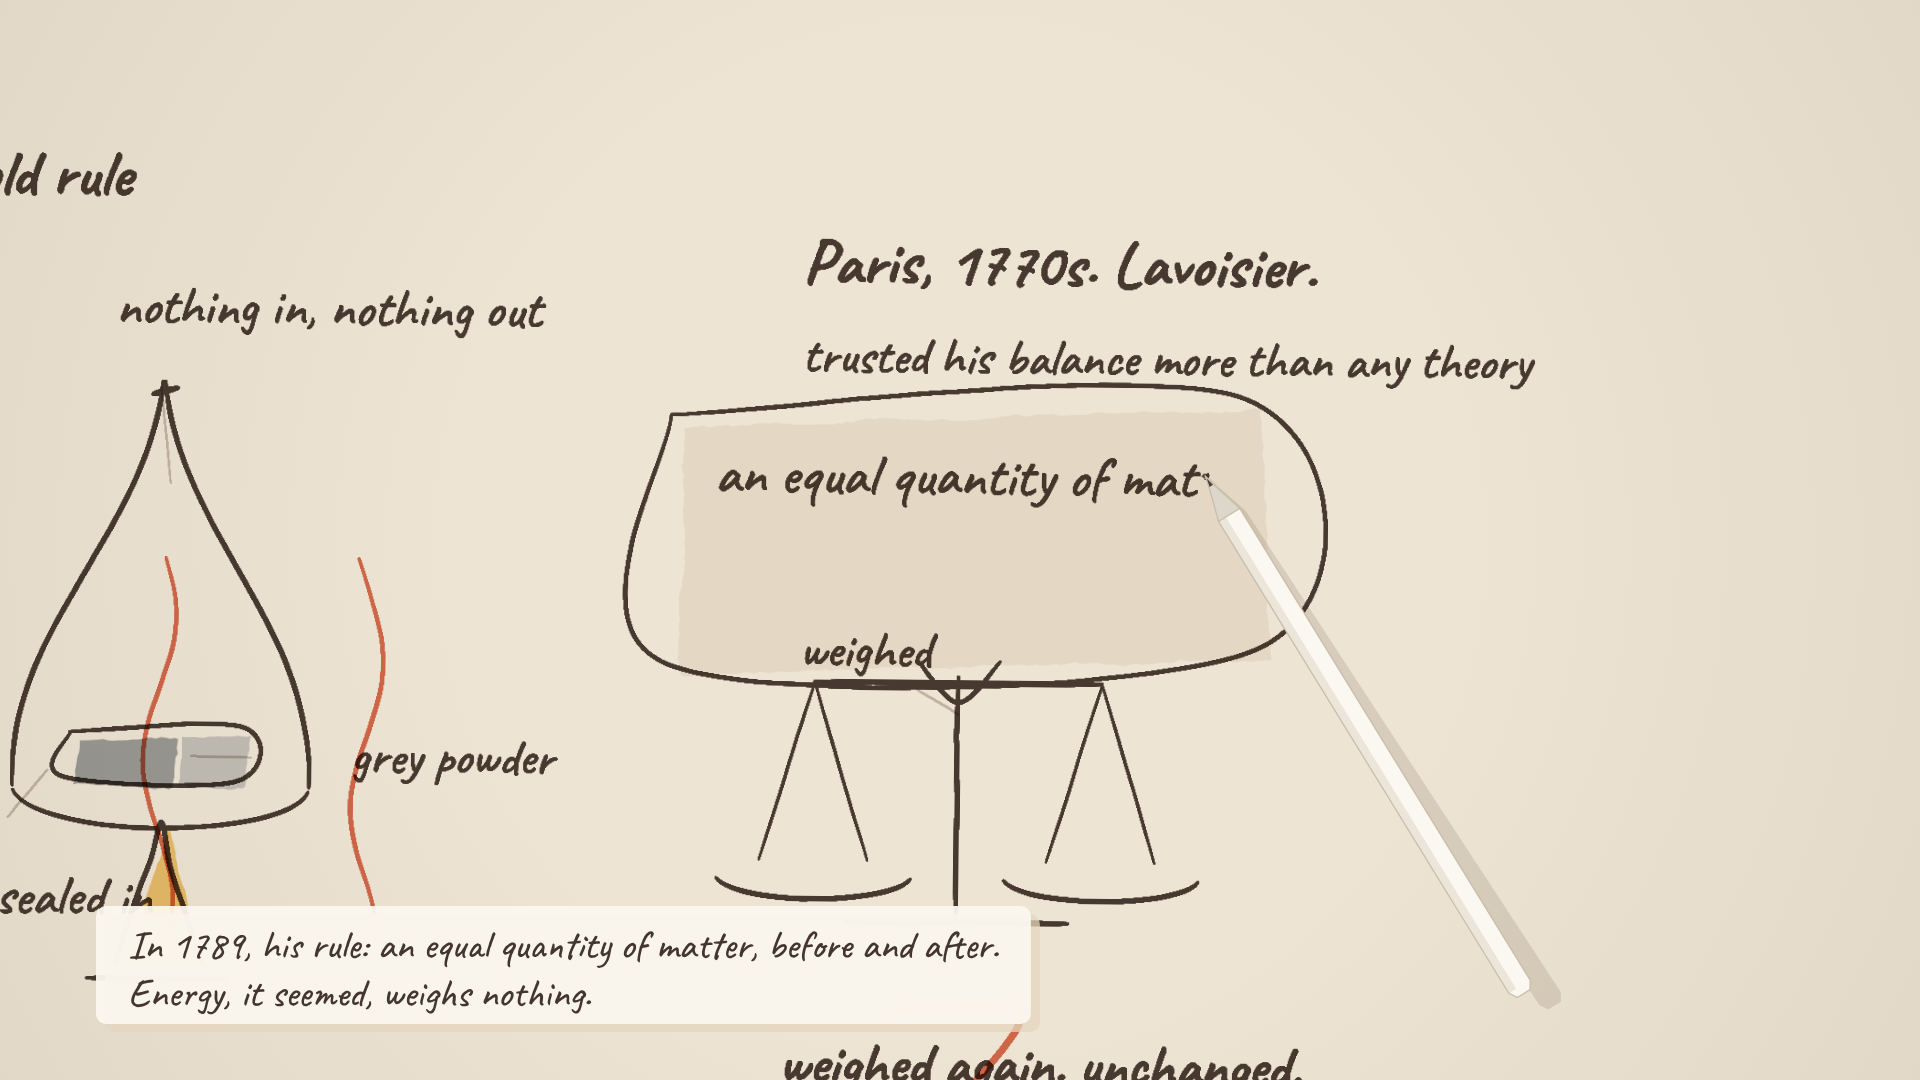 old rule
nothing in, nothing out
Paris, 1770s. Lavoisier.
trusted his balance more than any theory
an equal quantity of mat
weighed
grey powder
sealed in
In 1789, his rule: an equal quantity of matter, before and after.
Energy, it seemed, weighs nothing.
weighed again. unchanged.